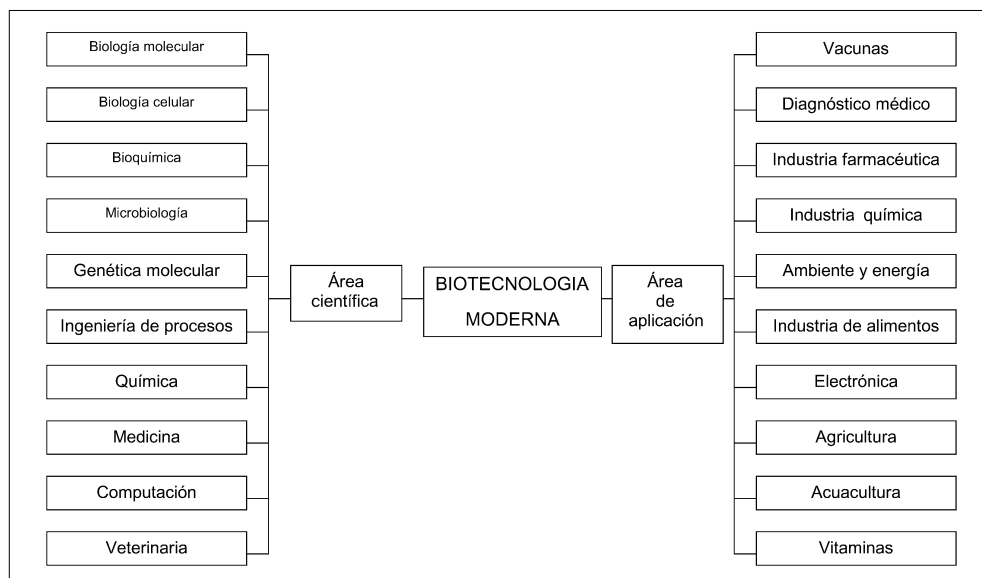 Biología molecular
Biología celular
Bioquímica
Microbiología
Genética molecular
Ingeniería de procesos
Química
Medicina
Computación
Veterinaria
Área
científica
BIOTECNOLOGIA
MODERNA
Área
de
aplicación
Vacunas
Diagnóstico médico
Industria farmacéutica
Industria química
Ambiente y energía
Industria de alimentos
Electrónica
Agricultura
Acuacultura
Vitaminas